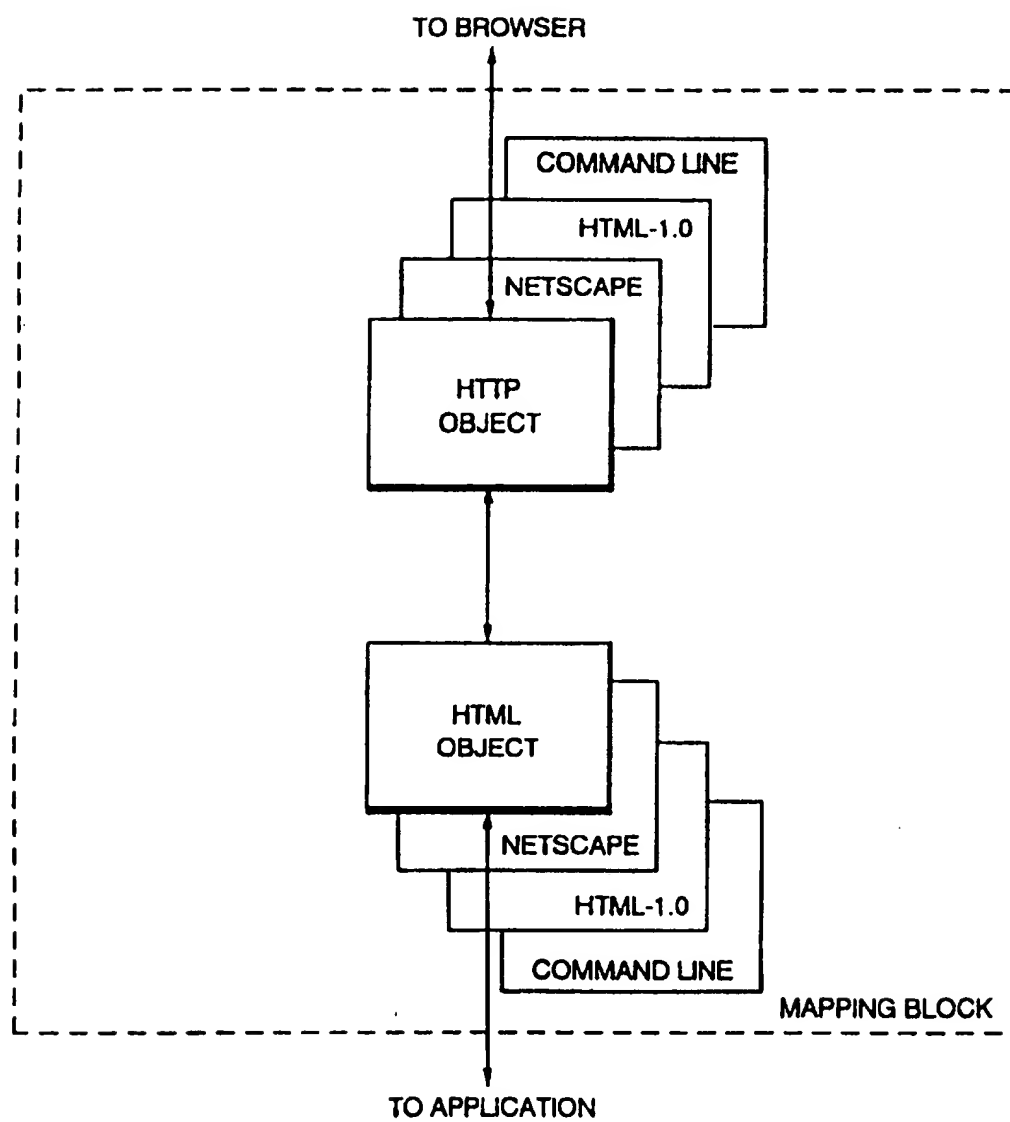 TO BROWSER
COMMAND LINE
HTML-1.0
NETSCAPE
HTTP
OBJECT
HTML
OBJECT
NETSCAPE
HTML-1.0
COMMAND LINE
MAPPING BLOCK
TO APPLICATION